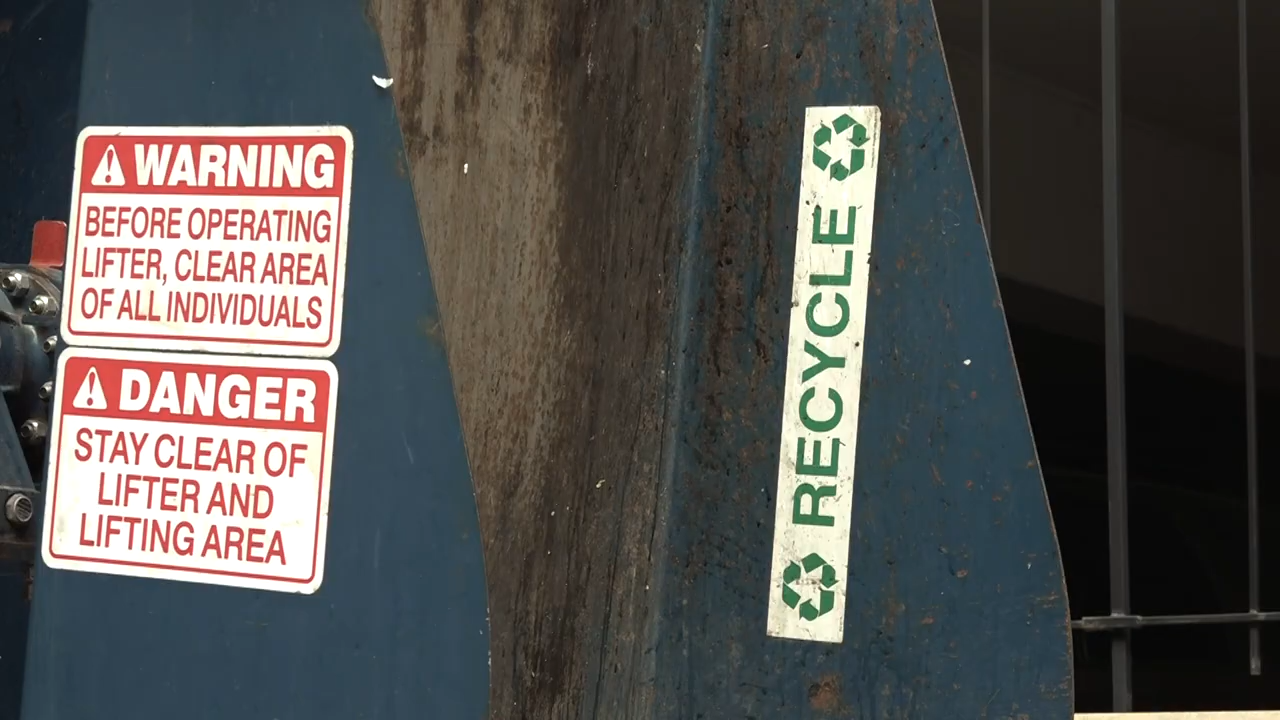 WARNING
BEFORE OPERATING
LIFTER, CLEAR AREA
OF ALL INDIVIDUALS
DANGER
STAY CLEAR OF
LIFTER AND
LIFTING AREA
RECYCLE